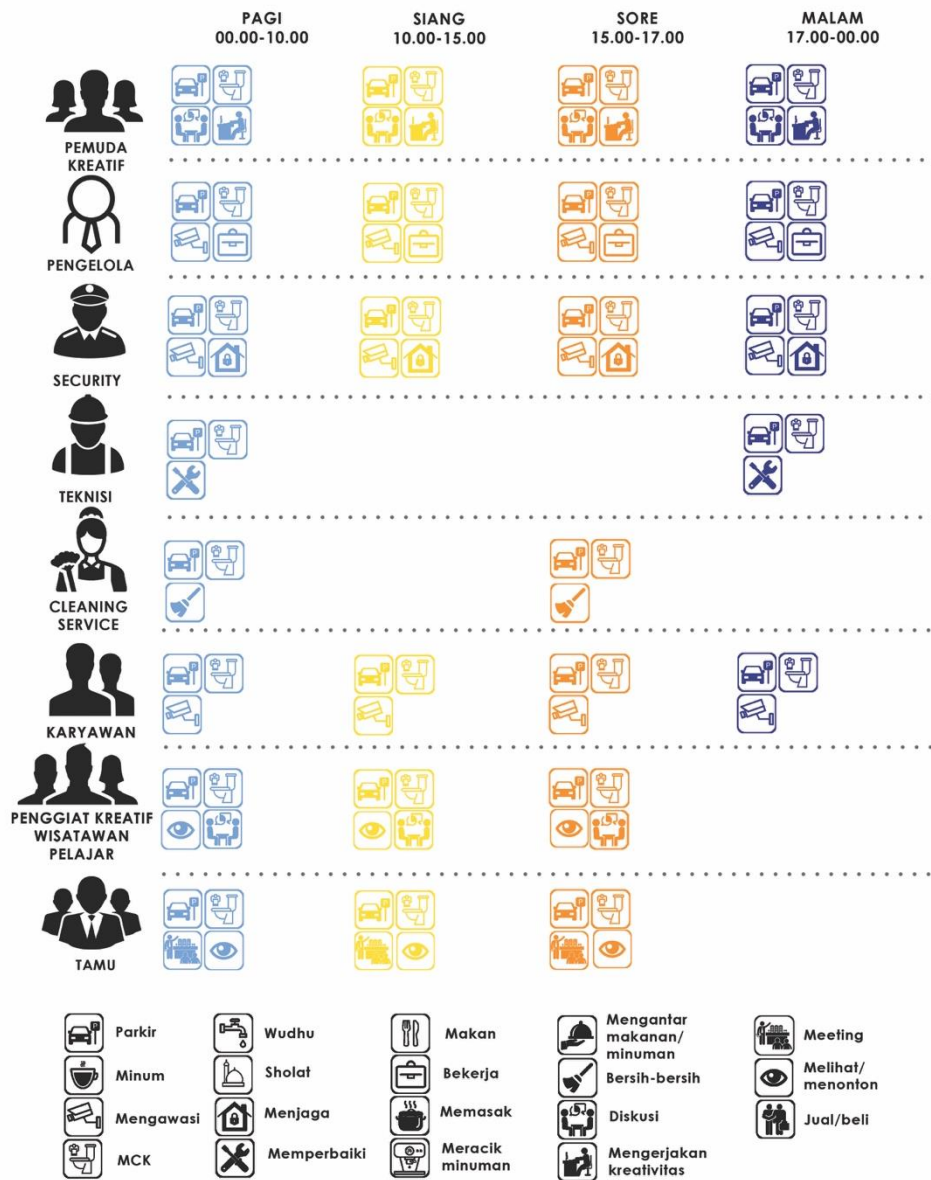 PAGI
00.00-10.00
SIANG
10.00-15.00
SORE
15.00-17.00
MALAM
17.00-00.00
PEMUDA
KREATIF
PENGELOLA
SECURITY
TEKNISI
CLEANING
SERVICE
KARYAWAN
PENGGIAT KREATIF
WISATAWAN
PELAJAR
TAMU
Parkir
Minum
Mengawasi
MCK
Wudhu
Sholat
Menjaga
Memperbaiki
Makan
Bekerja
Memasak
Meracik
minuman
Mengantar
makanan/
minuman
Bersih-bersih
Diskusi
Mengerjakan
kreativitas
Meeting
Melihat/
menonton
Jual/beli